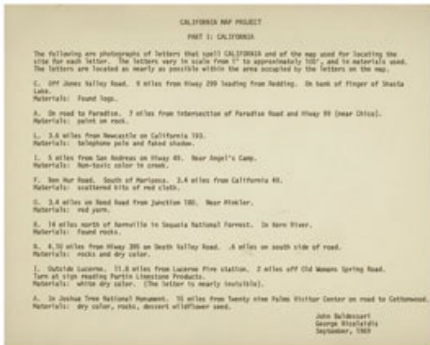 CALIFORNIA MAP PROJECT
PART I: CALIFORNIA
The following are photographs of letters that spell CALIFORNIA and of the map used for locating the
site for each letter. The letters vary in scale from 1" to approximately 100', and in materials used.
The letters are located as nearly as possible within the area occupied by the letters on the map.
C. Off Jones Valley Road. 9 miles from Hiway 299 leading from Redding. On bank of finger of Shasta
Lake.
Materials: found logs.
A. On road to Paradise. 7 miles from intersection of Paradise Road and Hiway 99 (near Chico).
Materials: paint on rock.
L. 3.6 miles from Newcastle on California 193.
Materials: telephone pole and faked shadow.
I. 5 miles from San Andreas on Hiway 49. Near Angel's Camp.
Materials: Non-toxic color in creek.
F. Ben Hur Road. South of Mariposa. 3.4 miles from California 49.
Materials: scattered bits of red cloth.
O. 3.4 miles on Reed Road from junction 180. Near Minkler.
Materials: red yarn.
R. 14 miles north of Kernville in Sequoia National Forrest. In Kern River.
Materials: found rocks.
N. 4.10 miles from Hiway 395 on Death Valley Road. .6 miles on south side of road.
Materials: rocks and dry color.
I. Outside Lucerne. 11.8 miles from Lucerne Fire station. 2 miles off Old Womans Spring Road.
Turn at sign reading Partin Limestone Products.
Materials: white dry color. (The letter is nearly invisible).
A. In Joshua Tree National Monument. 15 miles from Twenty nine Palms Visitor Center on road to Cottonwood.
Materials: dry color, rocks, dessert wildflower seed.
John Baldessari
George Nicolaidis
September, 1969